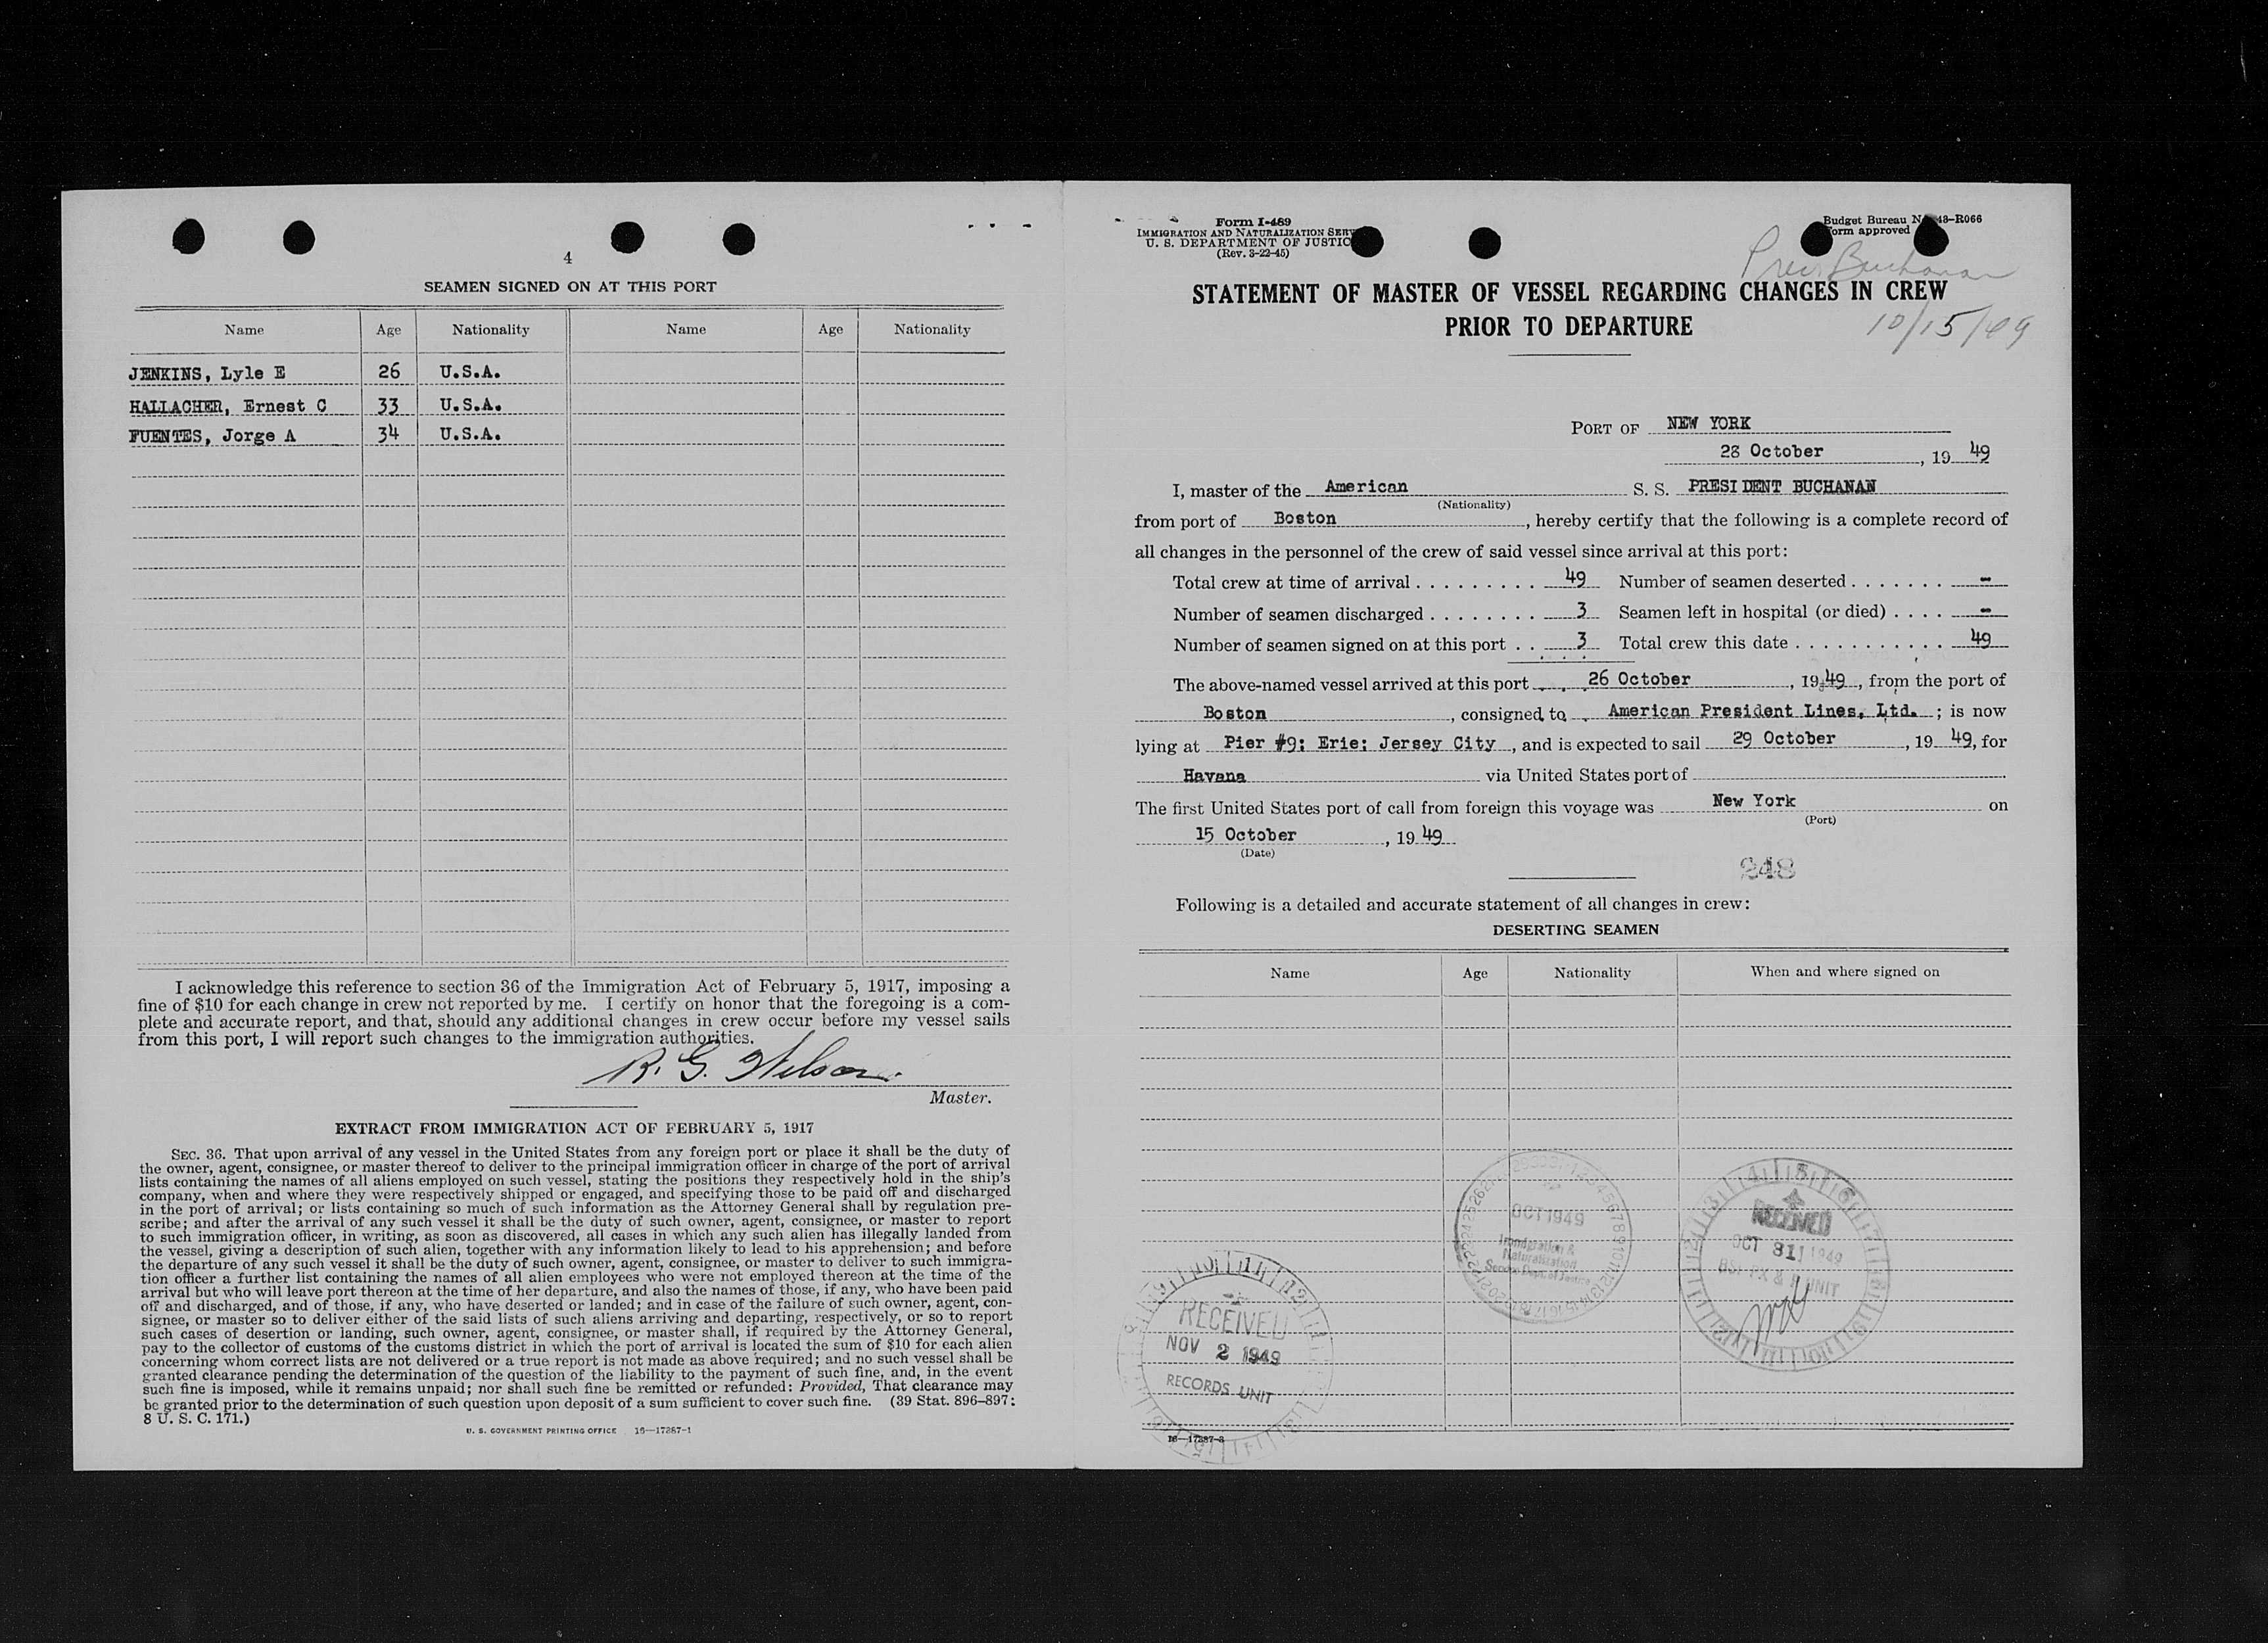 4
SEAMEN SIGNED ON AT THIS PORT
Name Age Nationality Name Age Nationality
JENKINS, Lyle E 26 U.S.A.
HALLACHER, Ernest C 33 U.S.A.
FUENTES, Jorge A 34 U.S.A.
I acknowledge this reference to section 36 of the Immigration Act of February 5, 1917, imposing a
fine of $10 for each change in crew not reported by me. I certify on honor that the foregoing is a com-
plete and accurate report, and that, should any additional changes in crew occur before my vessel sails
from this port, I will report such changes to the immigration authorities.
R. G. Wilson.
Master.
EXTRACT FROM IMMIGRATION ACT OF FEBRUARY 5, 1917
SEC. 36. That upon arrival of any vessel in the United States from any foreign port or place it shall be the duty of
the owner, agent, consignee, or master thereof to deliver to the principal immigration officer in charge of the port of arrival
lists containing the names of all aliens employed on such vessel, stating the positions they respectively hold in the ship's
company, when and where they were respectively shipped or engaged, and specifying those to be paid off and discharged
in the port of arrival; or lists containing so much of such information as the Attorney General shall by regulation pre-
scribe; and after the arrival of any such vessel it shall be the duty of such owner, agent, consignee, or master to report
to such immigration officer, in writing, as soon as discovered, all cases in which any such alien has illegally landed from
the vessel, giving a description of such alien, together with any information likely to lead to his apprehension; and before
the departure of any such vessel it shall be the duty of such owner, agent, consignee, or master to deliver to such immigra-
tion officer a further list containing the names of all alien employees who were not employed thereon at the time of the
arrival but who will leave port thereon at the time of her departure, and also the names of those, if any, who have been paid
off and discharged, and of those, if any, who have deserted or landed; and in case of the failure of such owner, agent, con-
signee, or master so to deliver either of the said lists of such aliens arriving and departing, respectively, or so to report
such cases of desertion or landing, such owner, agent, consignee, or master shall, if required by the Attorney General,
pay to the collector of customs of the customs district in which the port of arrival is located the sum of $10 for each alien
concerning whom correct lists are not delivered or a true report is not made as above required; and no such vessel shall be
granted clearance pending the determination of the question of the liability to the payment of such fine, and, in the event
such fine is imposed, while it remains unpaid; nor shall such fine be remitted or refunded: Provided, That clearance may
be granted prior to the determination of such question upon deposit of a sum sufficient to cover such fine. (39 Stat. 896–897;
8 U. S. C. 171.)
U. S. GOVERNMENT PRINTING OFFICE 16—17287-1
Form I-489
IMMIGRATION AND NATURALIZATION SERV
U. S. DEPARTMENT OF JUSTIC
(Rev. 3-22-45)
Budget Bureau N 43–R066
orm approved
Pres. Buchanan
STATEMENT OF MASTER OF VESSEL REGARDING CHANGES IN CREW
PRIOR TO DEPARTURE
10/15/49
PORT OF NEW YORK
28 October, 19 49
I, master of the American S. S. PRESIDENT BUCHANAN
(Nationality)
from port of Boston, hereby certify that the following is a complete record of
all changes in the personnel of the crew of said vessel since arrival at this port:
Total crew at time of arrival 49 Number of seamen deserted -
Number of seamen discharged 3 Seamen left in hospital (or died) -
Number of seamen signed on at this port 3 Total crew this date 49
The above-named vessel arrived at this port 26 October, 19 49, from the port of
Boston, consigned to American President Lines, Ltd. ; is now
lying at Pier #9; Erie; Jersey City, and is expected to sail 29 October, 19 49, for
Havana via United States port of
The first United States port of call from foreign this voyage was New York on
(Port)
15 October, 19 49
(Date)
248
Following is a detailed and accurate statement of all changes in crew:
DESERTING SEAMEN
Name Age Nationality When and where signed on
OCT 1949
Immigration &
Naturalization
Service Dept. of Justice
RECEIVED
OCT 31 1949
UNIT
RECEIVED
NOV 2 1949
RECORDS UNIT